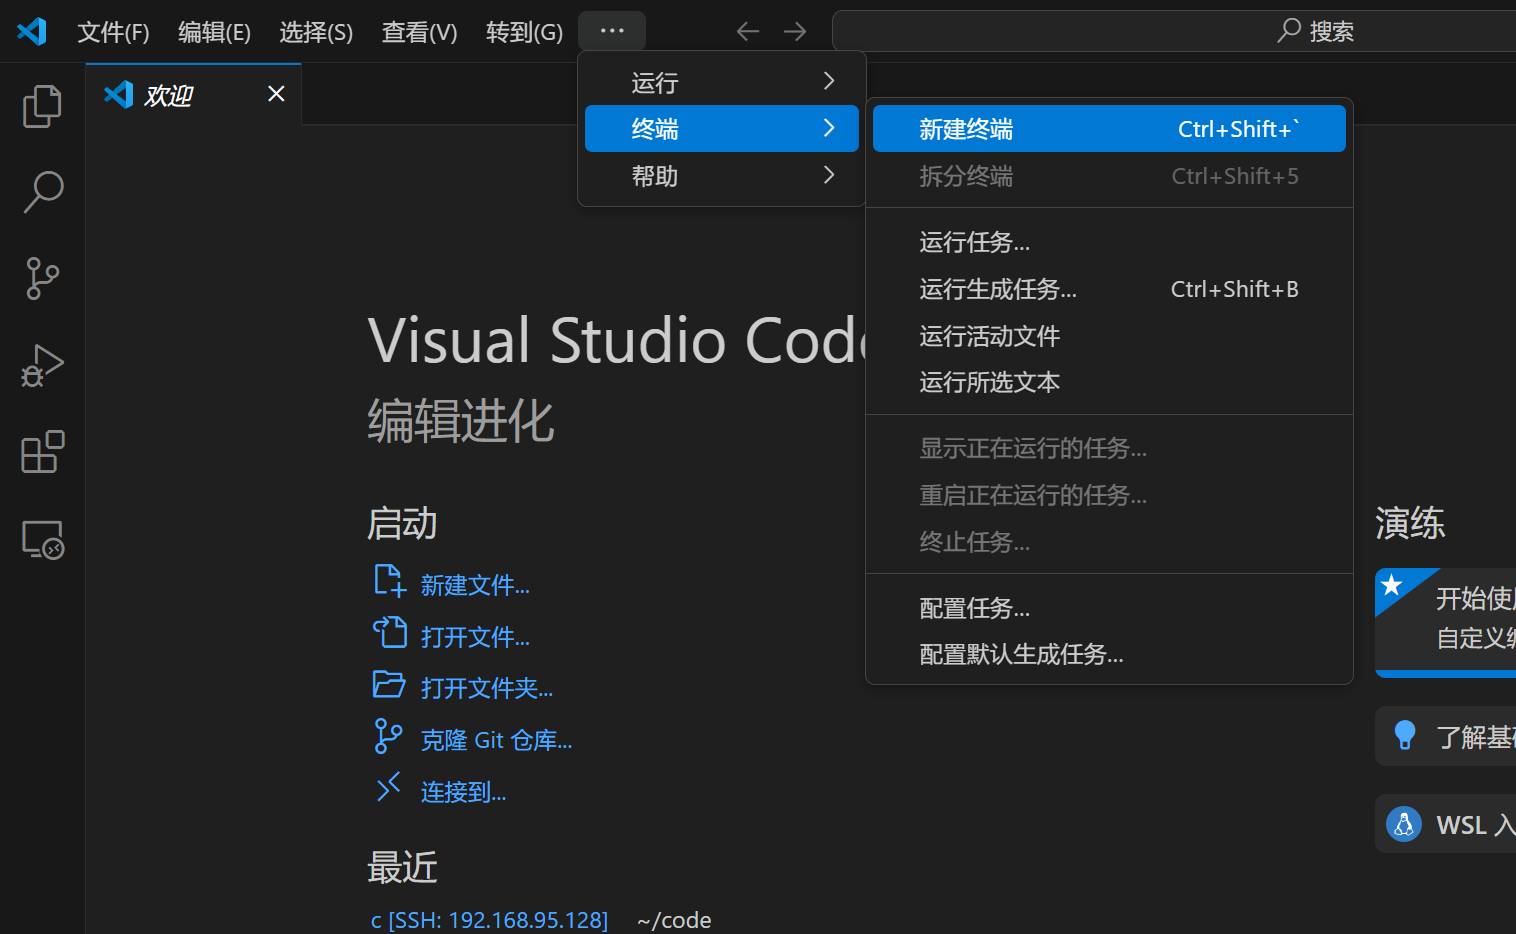 文件(F) 编辑(E) 选择(S) 查看(V) 转到(G) ··· 搜索
欢迎
运行
终端
帮助
新建终端 Ctrl+Shift+`
拆分终端 Ctrl+Shift+5
运行任务...
运行生成任务... Ctrl+Shift+B
运行活动文件
运行所选文本
显示正在运行的任务...
重启正在运行的任务...
终止任务...
配置任务...
配置默认生成任务...
Visual Studio Code
编辑进化
启动
新建文件...
打开文件...
打开文件夹...
克隆 Git 仓库...
连接到...
最近
c [SSH: 192.168.95.128] ~/code
演练
开始使
自定义
了解基
WSL 入